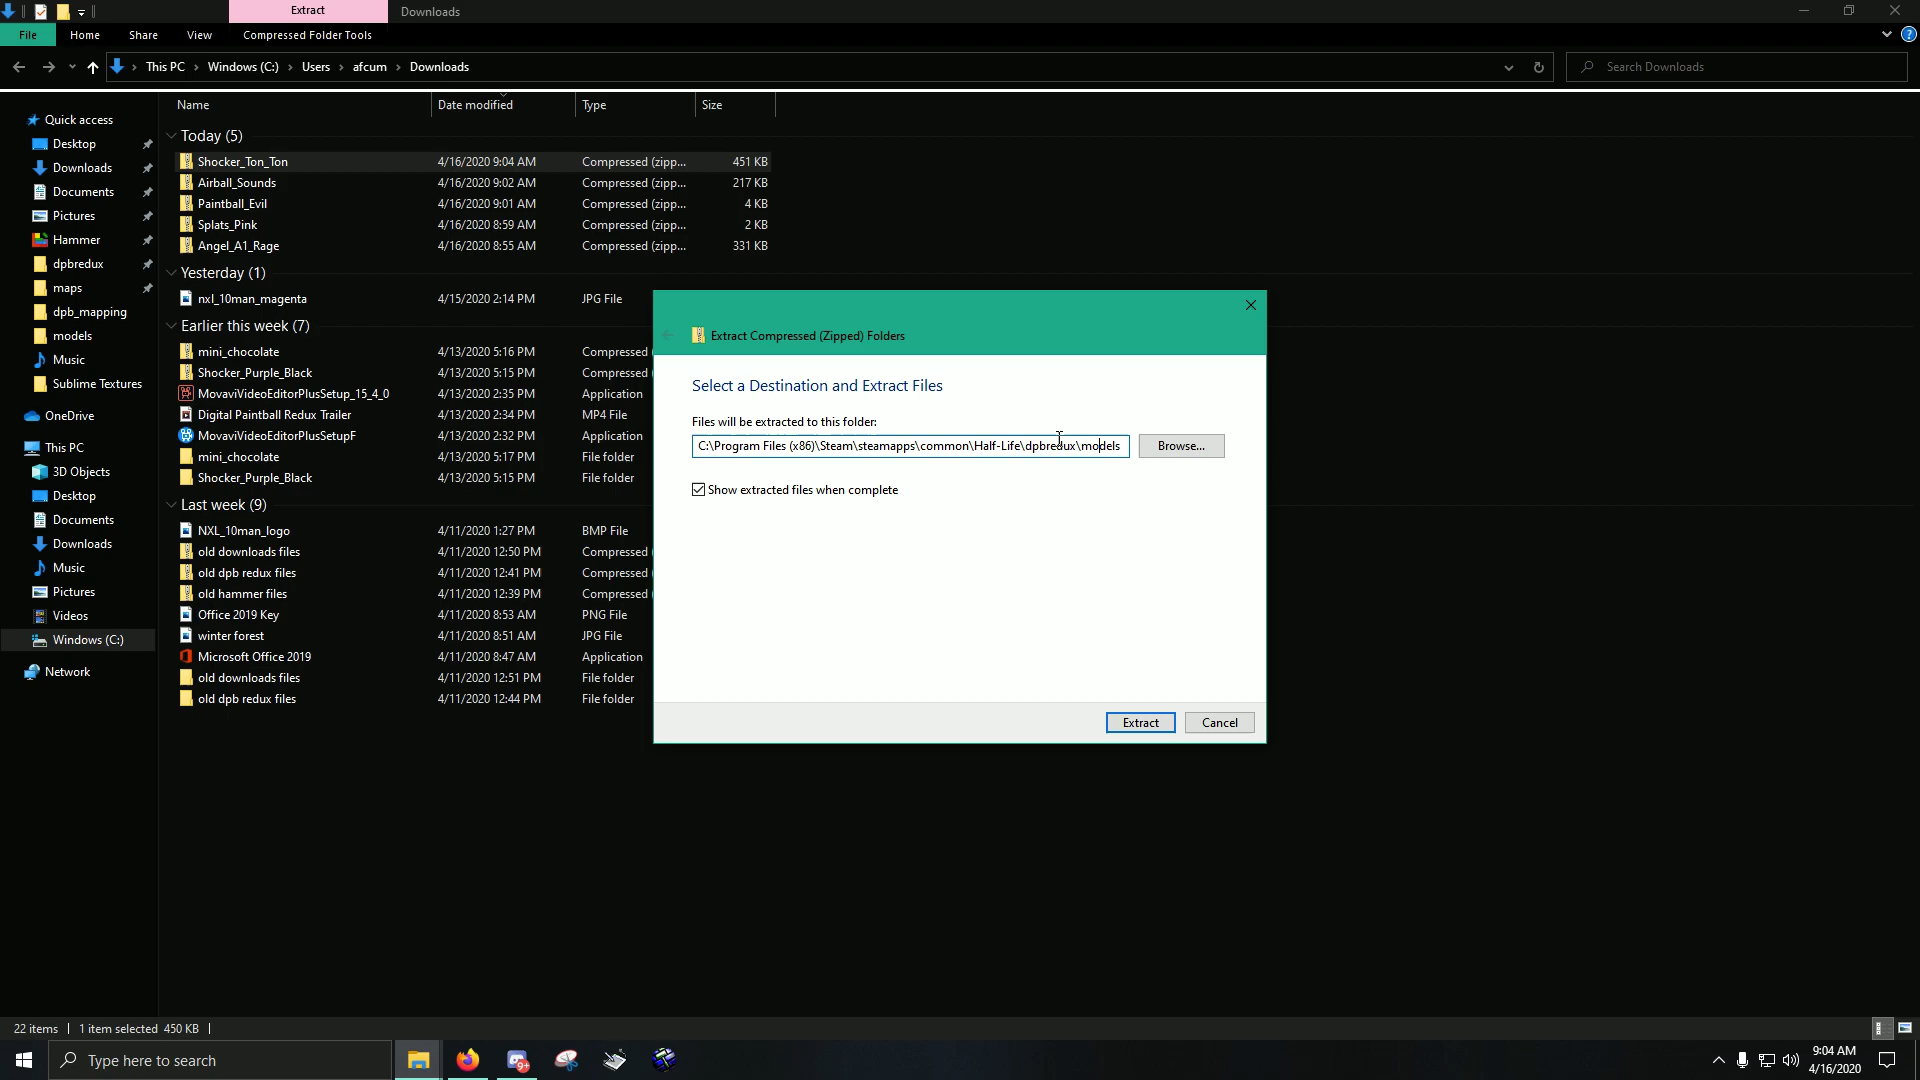 Extract
Downloads
File
Home
Share
View
Compressed Folder Tools
This PC > Windows (C:) > Users > afcum > Downloads
Search Downloads
Name
Date modified
Type
Size
Quick access
Desktop
Downloads
Documents
Pictures
Hammer
dpbredux
maps
dpb_mapping
models
Music
Sublime Textures
OneDrive
This PC
3D Objects
Desktop
Documents
Downloads
Music
Pictures
Videos
Windows (C:)
Network
Today (5)
Shocker_Ton_Ton 4/16/2020 9:04 AM Compressed (zipp... 451 KB
Airball_Sounds 4/16/2020 9:02 AM Compressed (zipp... 217 KB
Paintball_Evil 4/16/2020 9:01 AM Compressed (zipp... 4 KB
Splats_Pink 4/16/2020 8:59 AM Compressed (zipp... 2 KB
Angel_A1_Rage 4/16/2020 8:55 AM Compressed (zipp... 331 KB
Yesterday (1)
nxl_10man_magenta 4/15/2020 2:14 PM JPG File
Earlier this week (7)
mini_chocolate 4/13/2020 5:16 PM Compressed
Shocker_Purple_Black 4/13/2020 5:15 PM Compressed
MovaviVideoEditorPlusSetup_15_4_0 4/13/2020 2:35 PM Application
Digital Paintball Redux Trailer 4/13/2020 2:34 PM MP4 File
MovaviVideoEditorPlusSetupF 4/13/2020 2:32 PM Application
mini_chocolate 4/13/2020 5:17 PM File folder
Shocker_Purple_Black 4/13/2020 5:15 PM File folder
Last week (9)
NXL_10man_logo 4/11/2020 1:27 PM BMP File
old downloads files 4/11/2020 12:50 PM Compressed
old dpb redux files 4/11/2020 12:41 PM Compressed
old hammer files 4/11/2020 12:39 PM Compressed
Office 2019 Key 4/11/2020 8:53 AM PNG File
winter forest 4/11/2020 8:51 AM JPG File
Microsoft Office 2019 4/11/2020 8:47 AM Application
old downloads files 4/11/2020 12:51 PM File folder
old dpb redux files 4/11/2020 12:44 PM File folder
Extract Compressed (Zipped) Folders
Select a Destination and Extract Files
Files will be extracted to this folder:
C:\Program Files (x86)\Steam\steamapps\common\Half-Life\dpbredux\models
Browse...
Show extracted files when complete
Extract
Cancel
22 items
1 item selected 450 KB
Type here to search
9+
9:04 AM
4/16/2020